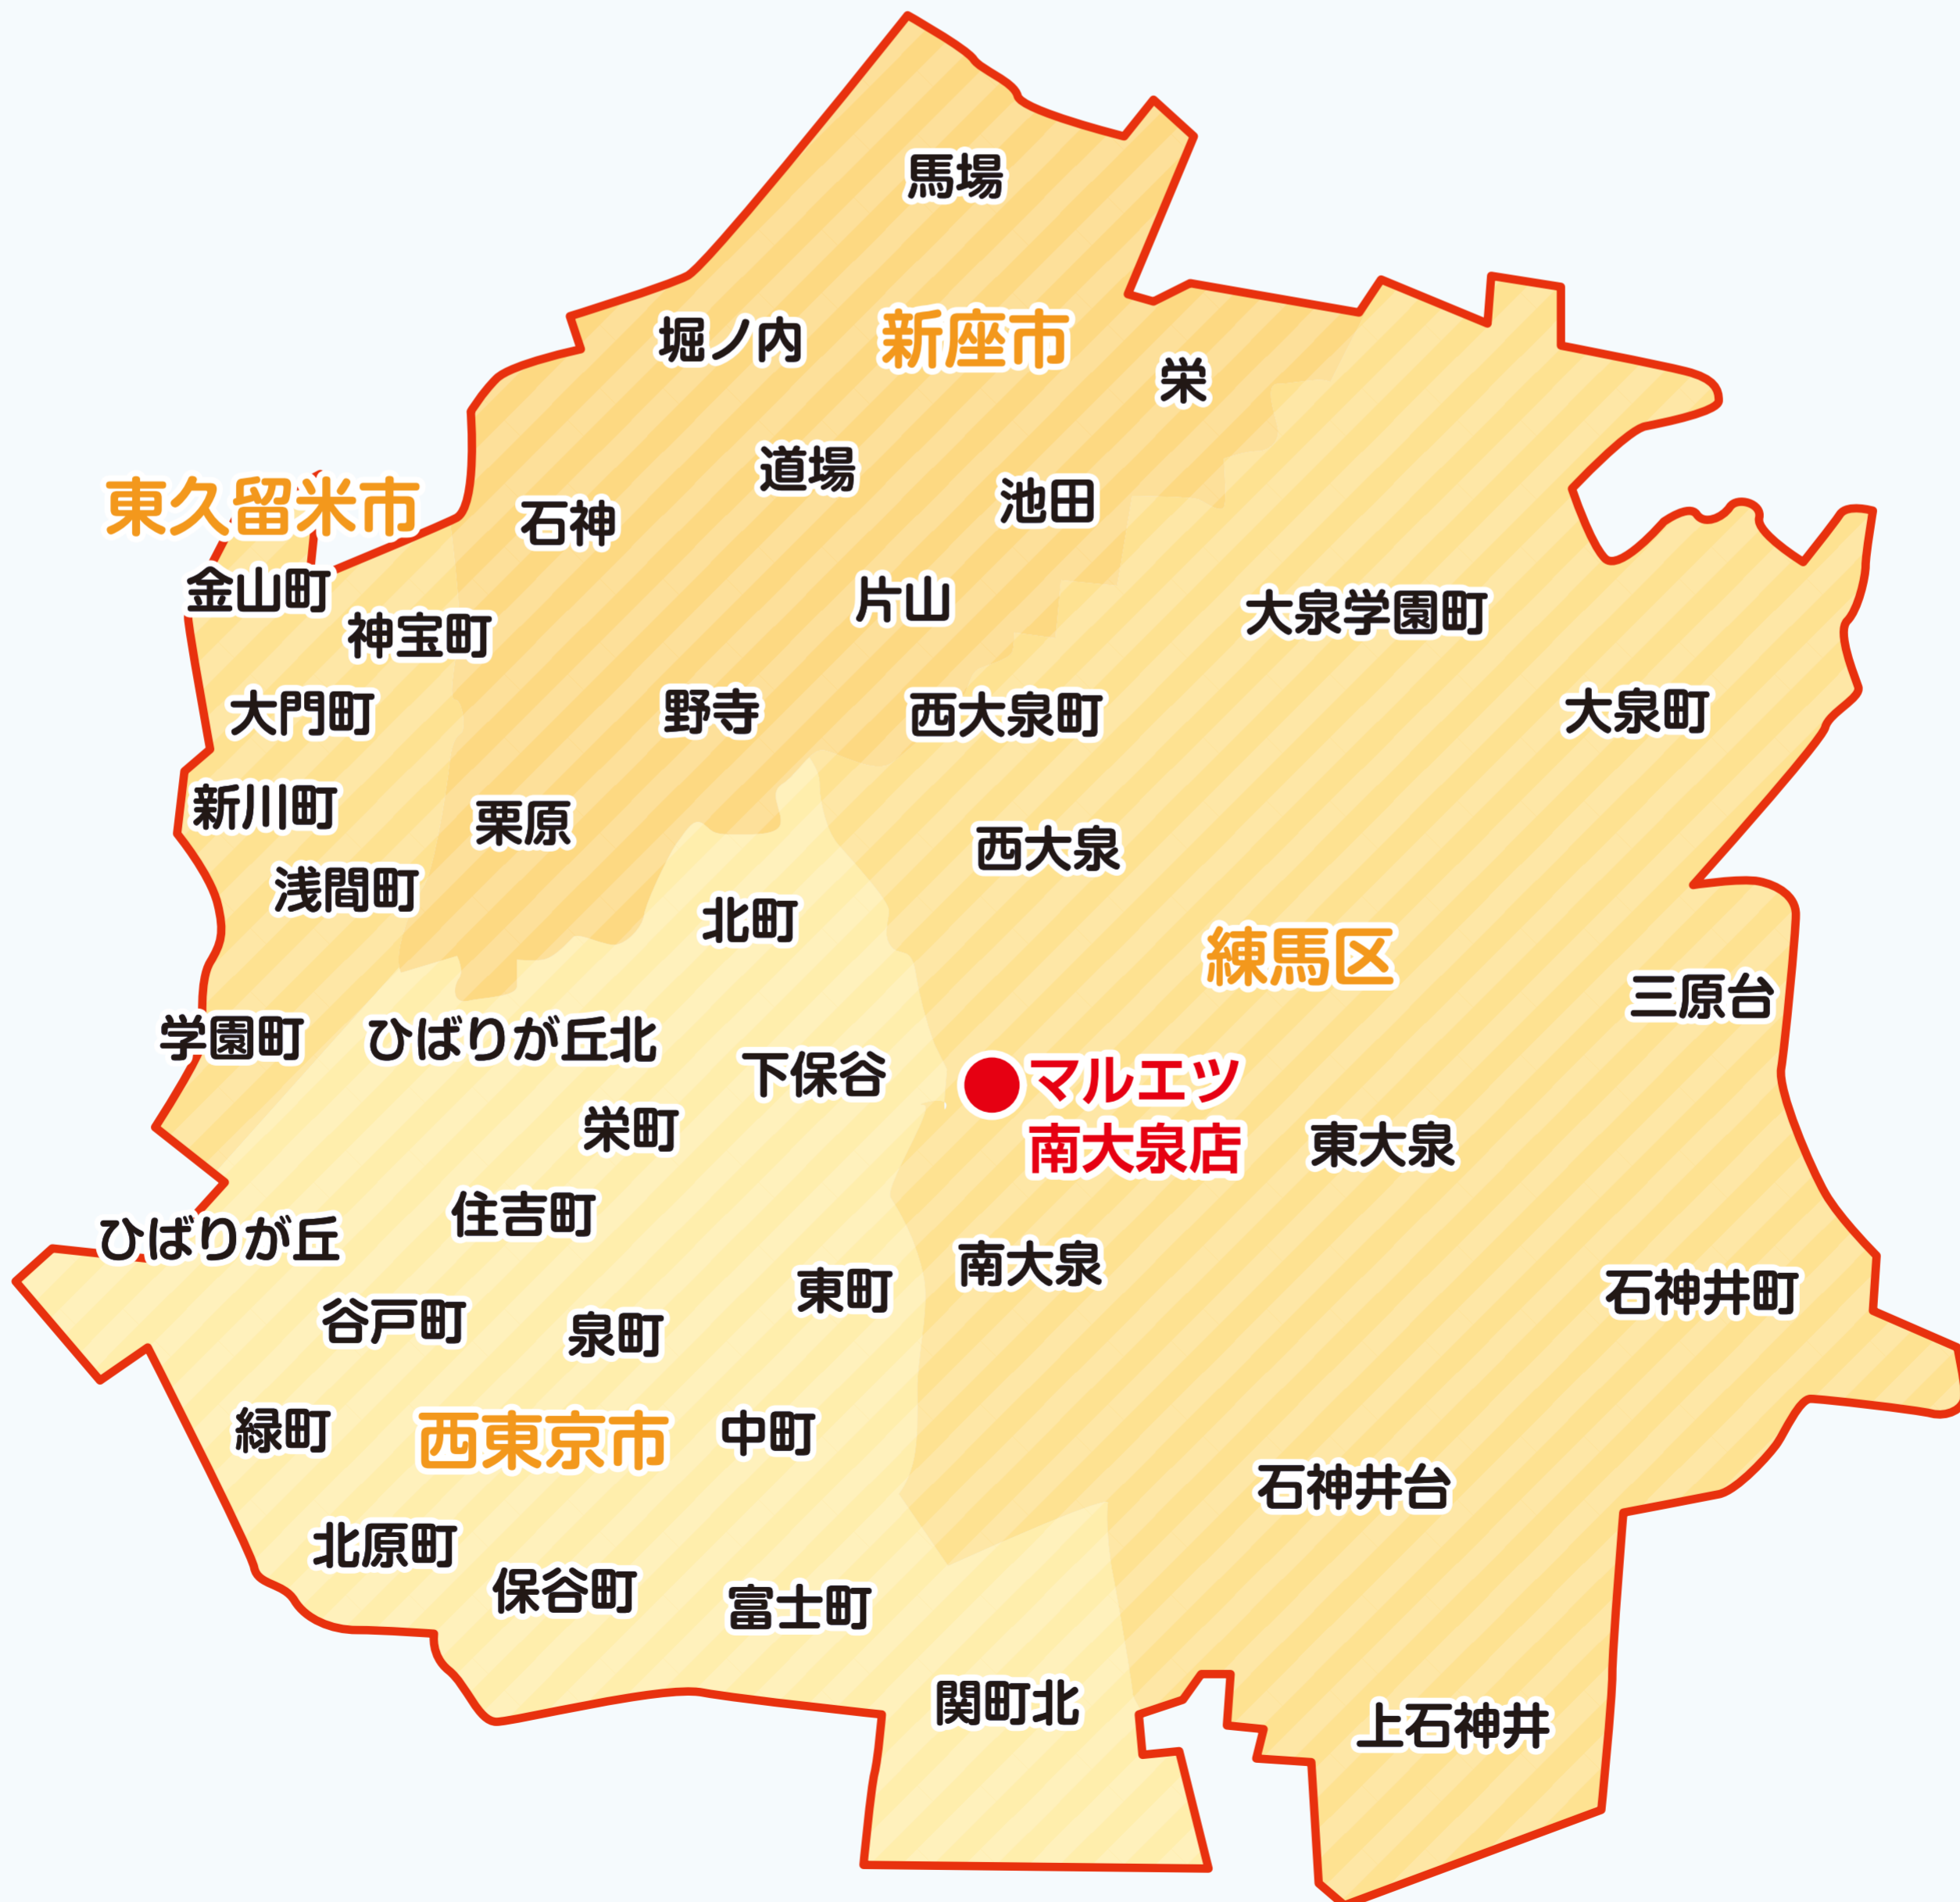 馬場
堀ノ内
新座市
栄
道場
池田
東久留米市
石神
金山町
神宝町
片山
大泉学園町
大門町
野寺
西大泉町
大泉町
新川町
栗原
西大泉
浅間町
北町
練馬区
三原台
学園町
ひばりが丘北
下保谷
マルエツ
南大泉店
栄町
東大泉
住吉町
ひばりが丘
南大泉
東町
石神井町
谷戸町
泉町
緑町
西東京市
中町
石神井台
北原町
保谷町
富士町
関町北
上石神井